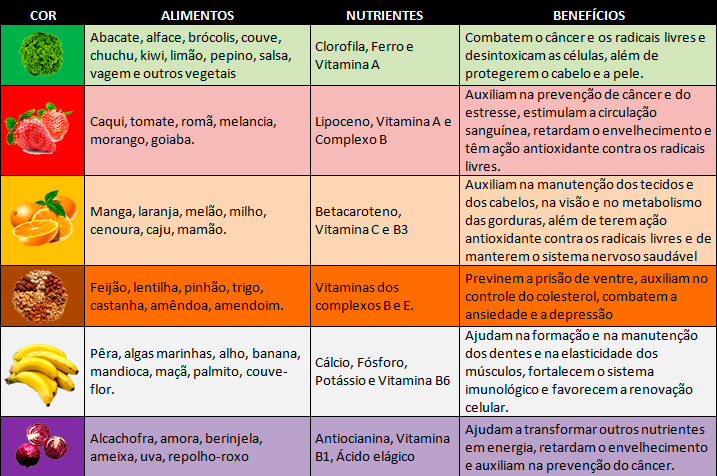 COR ALIMENTOS NUTRIENTES BENEFÍCIOS
Abacate, alface, brócolis, couve,
chuchu, kiwi, limão, pepino, salsa,
vagem e outros vegetais
Clorofila, Ferro e
Vitamina A
Combatem o câncer e os radicais livres e
desintoxicam as células, além de
protegerem o cabelo e a pele.
Caqui, tomate, romã, melancia,
morango, goiaba.
Lipoceno, Vitamina A e
Complexo B
Auxiliam na prevenção de câncer e do
estresse, estimulam a circulação
sanguínea, retardam o envelhecimento e
têm ação antioxidante contra os radicais
livres.
Manga, laranja, melão, milho,
cenoura, caju, mamão.
Betacaroteno,
Vitamina C e B3
Auxiliam na manutenção dos tecidos e
dos cabelos, na visão e no metabolismo
das gorduras, além de terem ação
antioxidante contra os radicais livres e de
manterem o sistema nervoso saudável
Feijão, lentilha, pinhão, trigo,
castanha, amêndoa, amendoim.
Vitaminas dos
complexos B e E.
Previnem a prisão de ventre, auxiliam no
controle do colesterol, combatem a
ansiedade e a depressão
Pêra, algas marinhas, alho, banana,
mandioca, maçã, palmito, couve-
flor.
Cálcio, Fósforo,
Potássio e Vitamina B6
Ajudam na formação e na manutenção
dos dentes e na elasticidade dos
músculos, fortalecem o sistema
imunológico e favorecem a renovação
celular.
Alcachofra, amora, berinjela,
ameixa, uva, repolho-roxo
Antiocianina, Vitamina
B1, Ácido elágico
Ajudam a transformar outros nutrientes
em energia, retardam o envelhecimento
e auxiliam na prevenção do câncer.